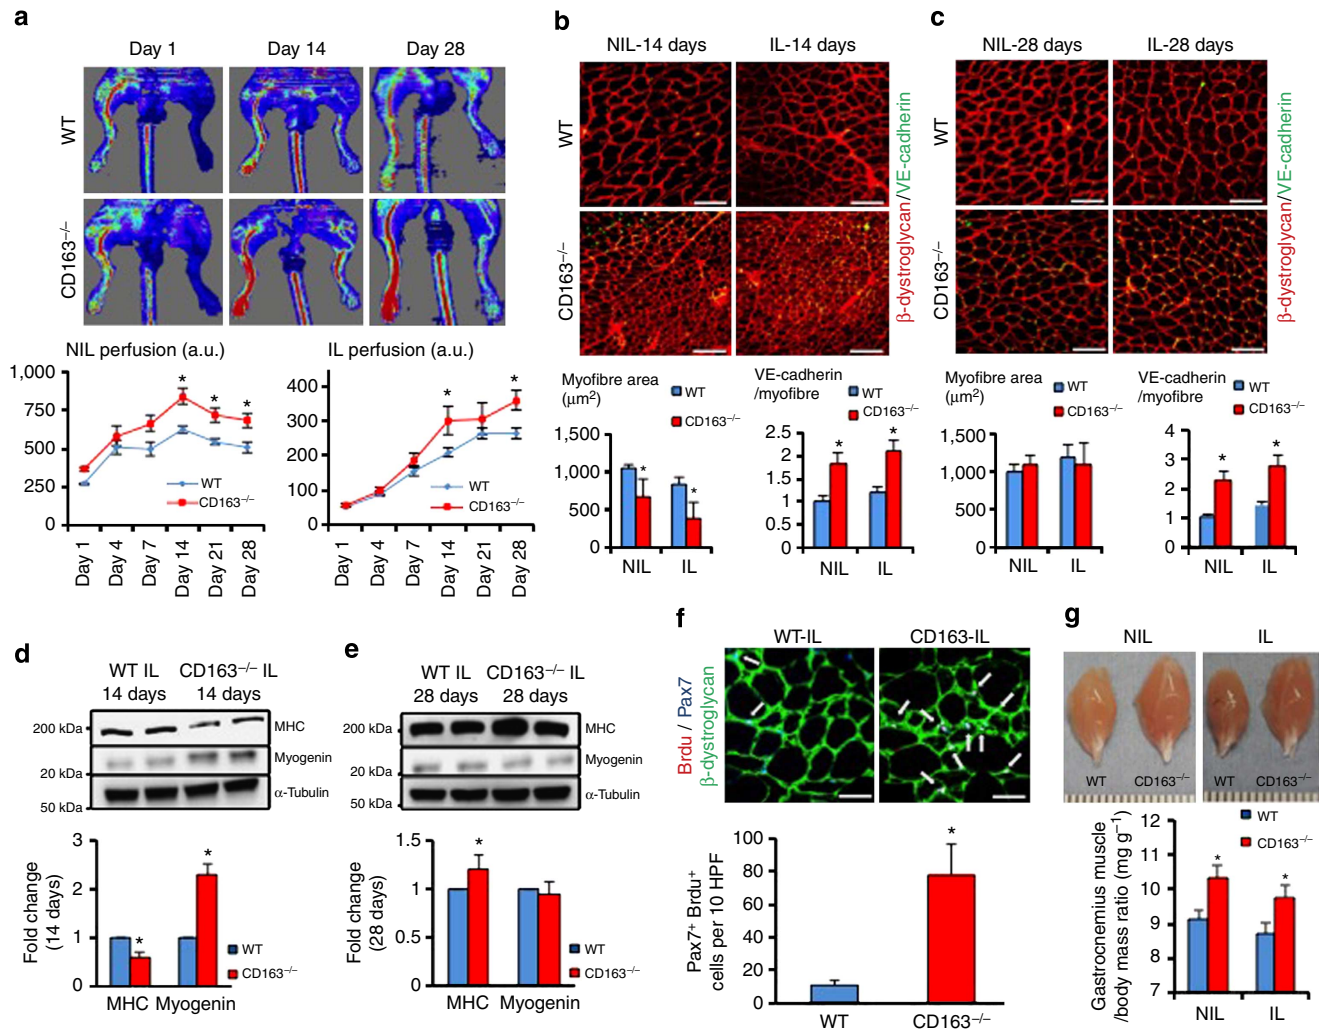 a
Day 1
Day 14
Day 28
WT
CD163−/−
NIL perfusion (a.u.)
1,000
750
500
250
0
WT
CD163−/−
Day 1
Day 4
Day 7
Day 14
Day 21
Day 28
* * *
IL perfusion (a.u.)
400
300
200
100
0
WT
CD163−/−
Day 1
Day 4
Day 7
Day 14
Day 21
Day 28
* *
b
NIL-14 days
IL-14 days
WT
CD163−/−
β-dystroglycan/VE-cadherin
Myofibre area
(μm²)
WT
CD163−/−
1,500
1,000
500
0
* *
NIL
IL
VE-cadherin
/myofibre
WT
CD163−/−
2.5
2
1.5
1
0.5
0
* *
NIL
IL
c
NIL-28 days
IL-28 days
WT
CD163−/−
β-dystroglycan/VE-cadherin
Myofibre area
(μm²)
WT
CD163−/−
1,500
1,000
500
0
NIL
IL
VE-cadherin
/myofibre
WT
CD163−/−
4
3
2
1
0
* *
NIL
IL
d
WT IL
14 days
CD163−/− IL
14 days
200 kDa
MHC
Myogenin
20 kDa
α-Tubulin
50 kDa
Fold change
(14 days)
3
2
1
0
* *
MHC
Myogenin
WT
CD163−/−
e
WT IL
28 days
CD163−/− IL
28 days
200 kDa
MHC
Myogenin
20 kDa
α-Tubulin
50 kDa
Fold change
(28 days)
1.5
1
0.5
0
*
MHC
Myogenin
WT
CD163−/−
f
WT-IL
CD163-IL
Brdu / Pax7
β-dystroglycan
Pax7+ Brdu+
cells per 10 HPF
100
80
60
40
20
0
*
WT
CD163−/−
g
NIL
IL
WT
CD163−/−
WT
CD163−/−
Gastrocnemius muscle
/body mass ratio (mg g−1)
WT
CD163−/−
12
11
10
9
8
7
* *
NIL
IL